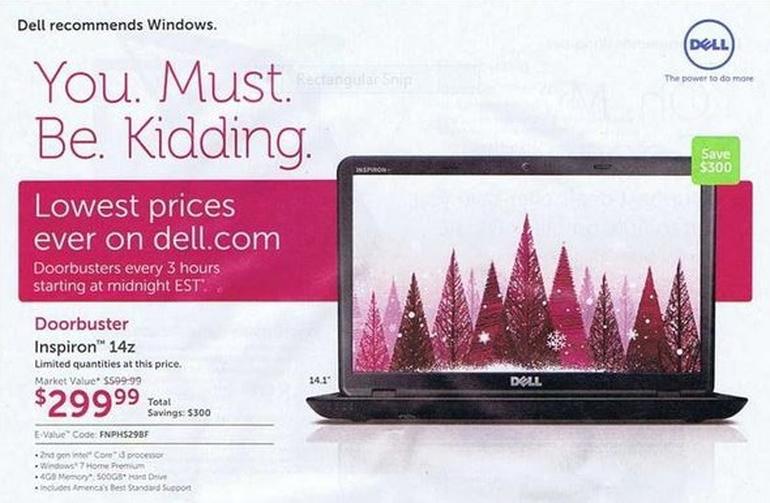 Dell recommends Windows.
DELL
The power to do more
You. Must.
Be. Kidding.
Rectangular Snip
Save
$300
INSPIRON
Lowest prices
ever on dell.com
Doorbusters every 3 hours
starting at midnight EST*.
Doorbuster
Inspiron™ 14z
Limited quantities at this price.
Market Value* $599.99
$299.99 Total
Savings: $300
14.1"
DELL
E-Value™ Code: FNPHS29BF
• 2nd gen Intel® Core™ i3 processor
• Windows® 7 Home Premium
• 4GB Memory*, 500GB* Hard Drive
• Includes America's Best Standard Support